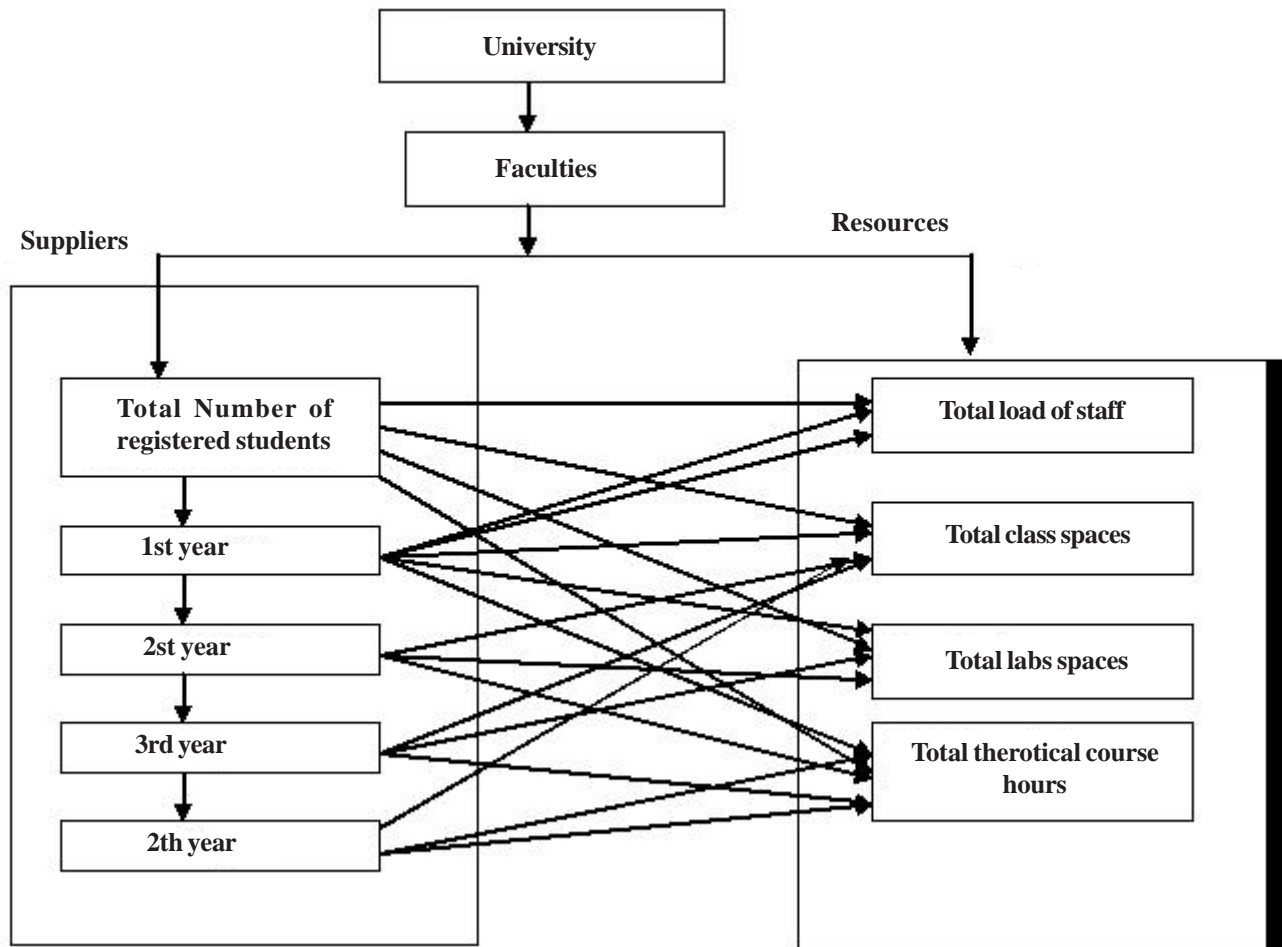 University
Faculties
Suppliers
Resources
Total Number of
registered students
1st year
2st year
3rd year
2th year
Total load of staff
Total class spaces
Total labs spaces
Total therotical course
hours